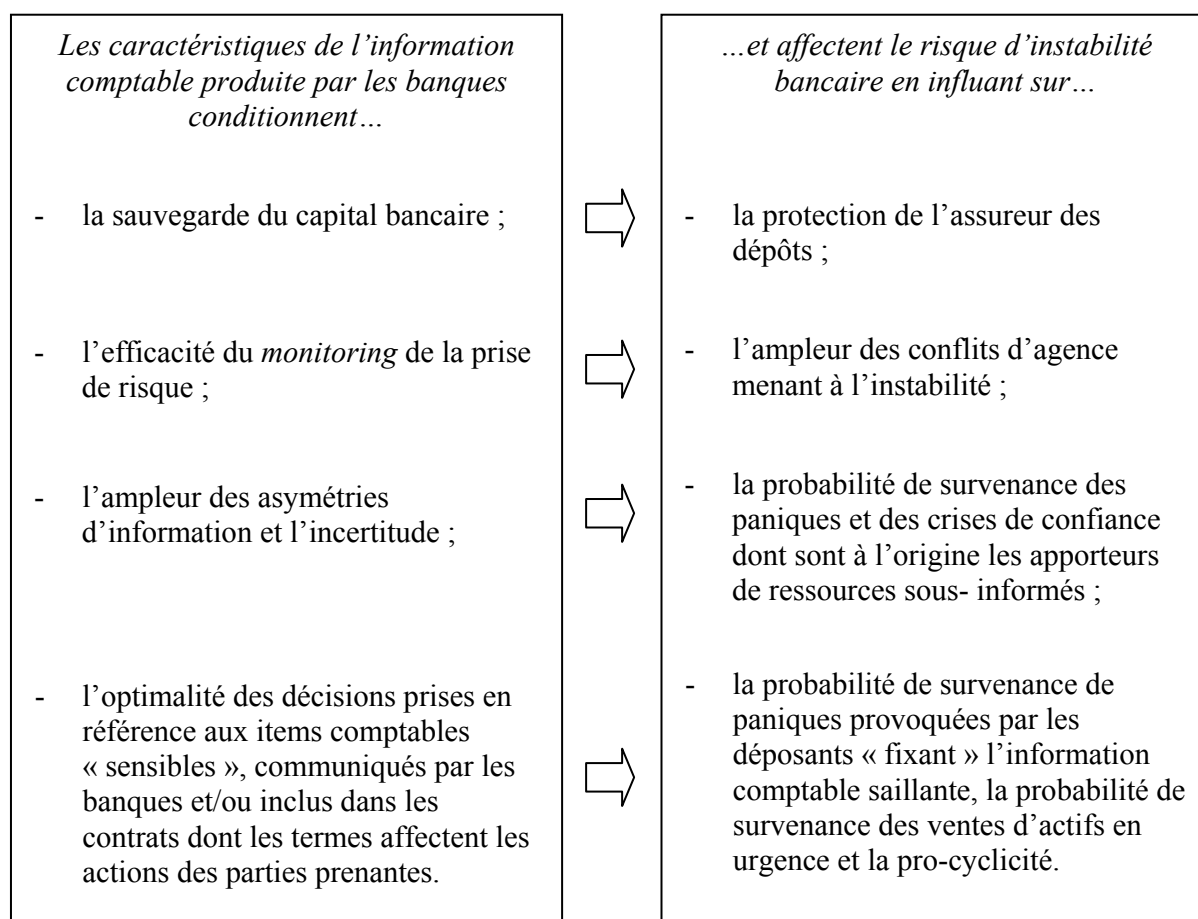 Les caractéristiques de l’information
comptable produite par les banques
conditionnent…
- la sauvegarde du capital bancaire ;
- l’efficacité du monitoring de la prise
de risque ;
- l’ampleur des asymétries
d’information et l’incertitude ;
- l’optimalité des décisions prises en
référence aux items comptables
« sensibles », communiqués par les
banques et/ou inclus dans les
contrats dont les termes affectent les
actions des parties prenantes.
…et affectent le risque d’instabilité
bancaire en influant sur…
- la protection de l’assureur des
dépôts ;
- l’ampleur des conflits d’agence
menant à l’instabilité ;
- la probabilité de survenance des
paniques et des crises de confiance
dont sont à l’origine les apporteurs
de ressources sous- informés ;
- la probabilité de survenance de
paniques provoquées par les
déposants « fixant » l’information
comptable saillante, la probabilité de
survenance des ventes d’actifs en
urgence et la pro-cyclicité.